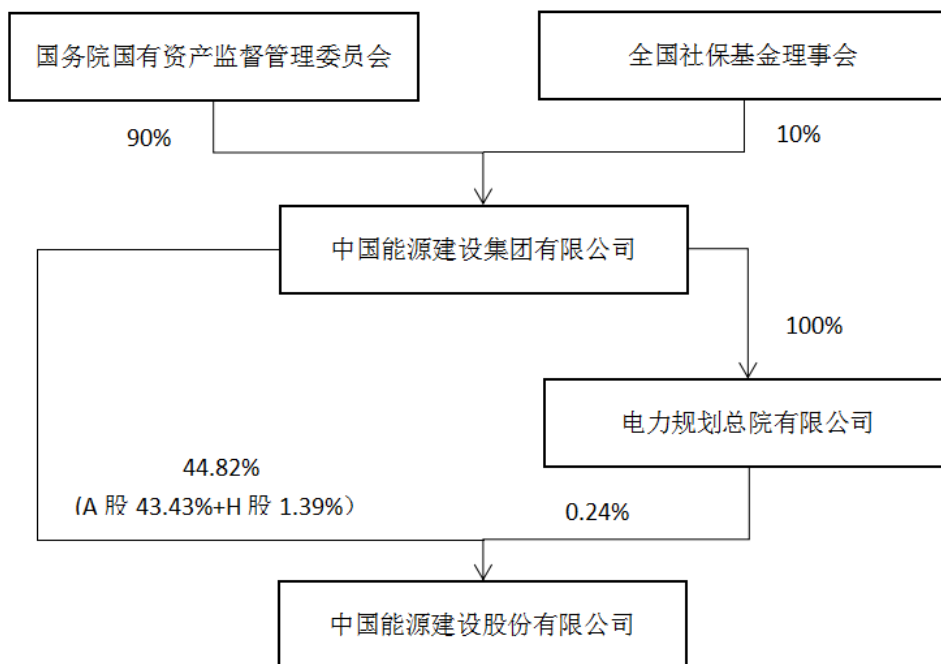 国务院国有资产监督管理委员会
全国社保基金理事会
90%
10%
中国能源建设集团有限公司
100%
电力规划总院有限公司
44.82%
(A 股 43.43%+H 股 1.39%）
0.24%
中国能源建设股份有限公司